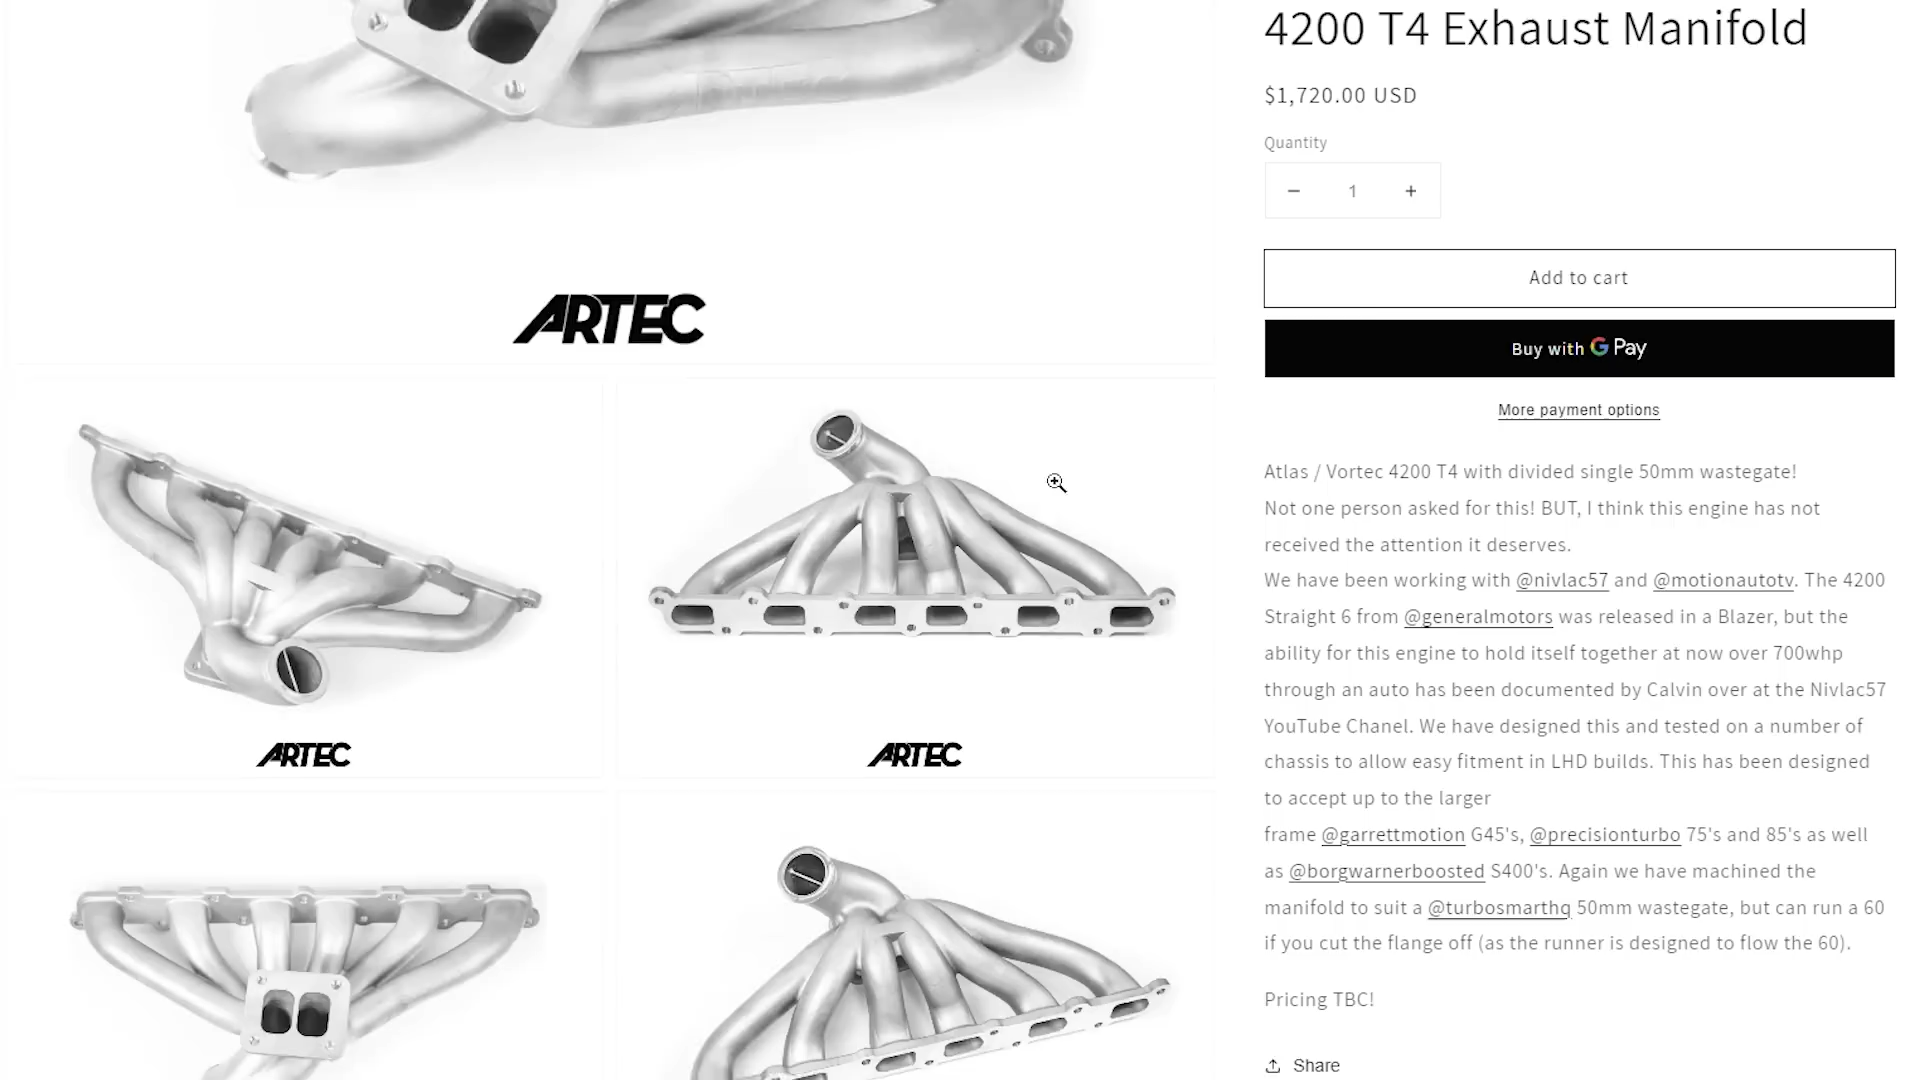 4200 T4 Exhaust Manifold
$1,720.00 USD
Quantity
− 1 +
Add to cart
Buy with G Pay
More payment options
Atlas / Vortec 4200 T4 with divided single 50mm wastegate!
Not one person asked for this! BUT, I think this engine has not
received the attention it deserves.
We have been working with @nivlac57 and @motionautotv. The 4200
Straight 6 from @generalmotors was released in a Blazer, but the
ability for this engine to hold itself together at now over 700whp
through an auto has been documented by Calvin over at the Nivlac57
YouTube Chanel. We have designed this and tested on a number of
chassis to allow easy fitment in LHD builds. This has been designed
to accept up to the larger
frame @garrettmotion G45's, @precisionturbo 75's and 85's as well
as @borgwarnerboosted S400's. Again we have machined the
manifold to suit a @turbosmarthq 50mm wastegate, but can run a 60
if you cut the flange off (as the runner is designed to flow the 60).
Pricing TBC!
Share
ARTEC
ARTEC
ARTEC
ARTEC